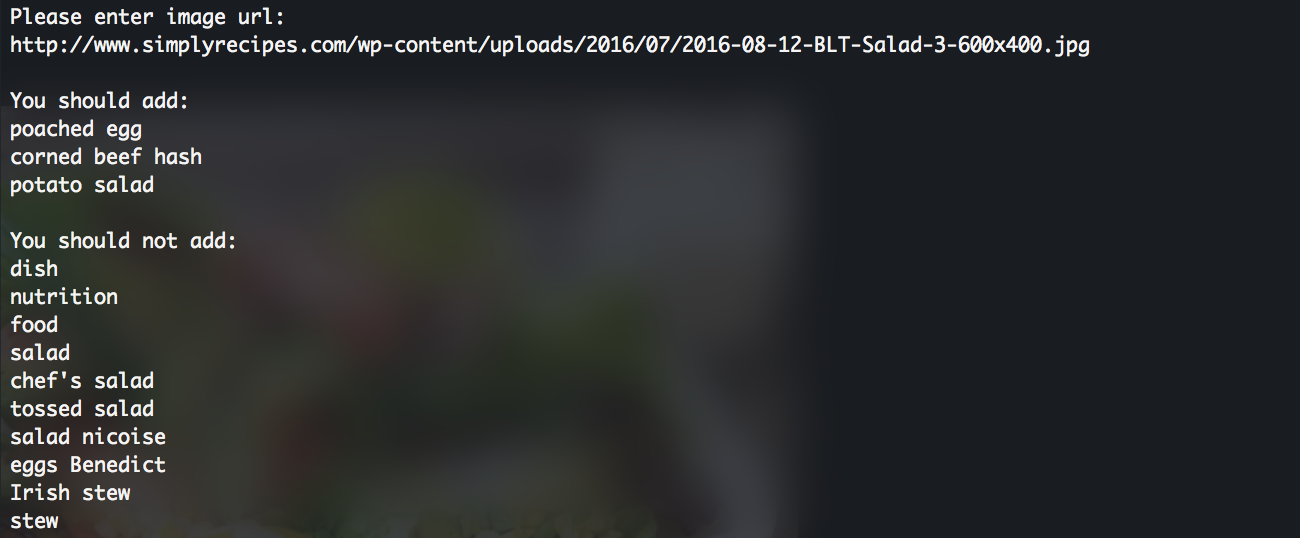 Please enter image url:
http://www.simplyrecipes.com/wp-content/uploads/2016/07/2016-08-12-BLT-Salad-3-600x400.jpg
You should add:
poached egg
corned beef hash
potato salad
You should not add:
dish
nutrition
food
salad
chef's salad
tossed salad
salad nicoise
eggs Benedict
Irish stew
stew